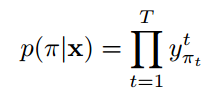 p(π|x) = ∏_{t=1}^{T} y^t_{π_t}